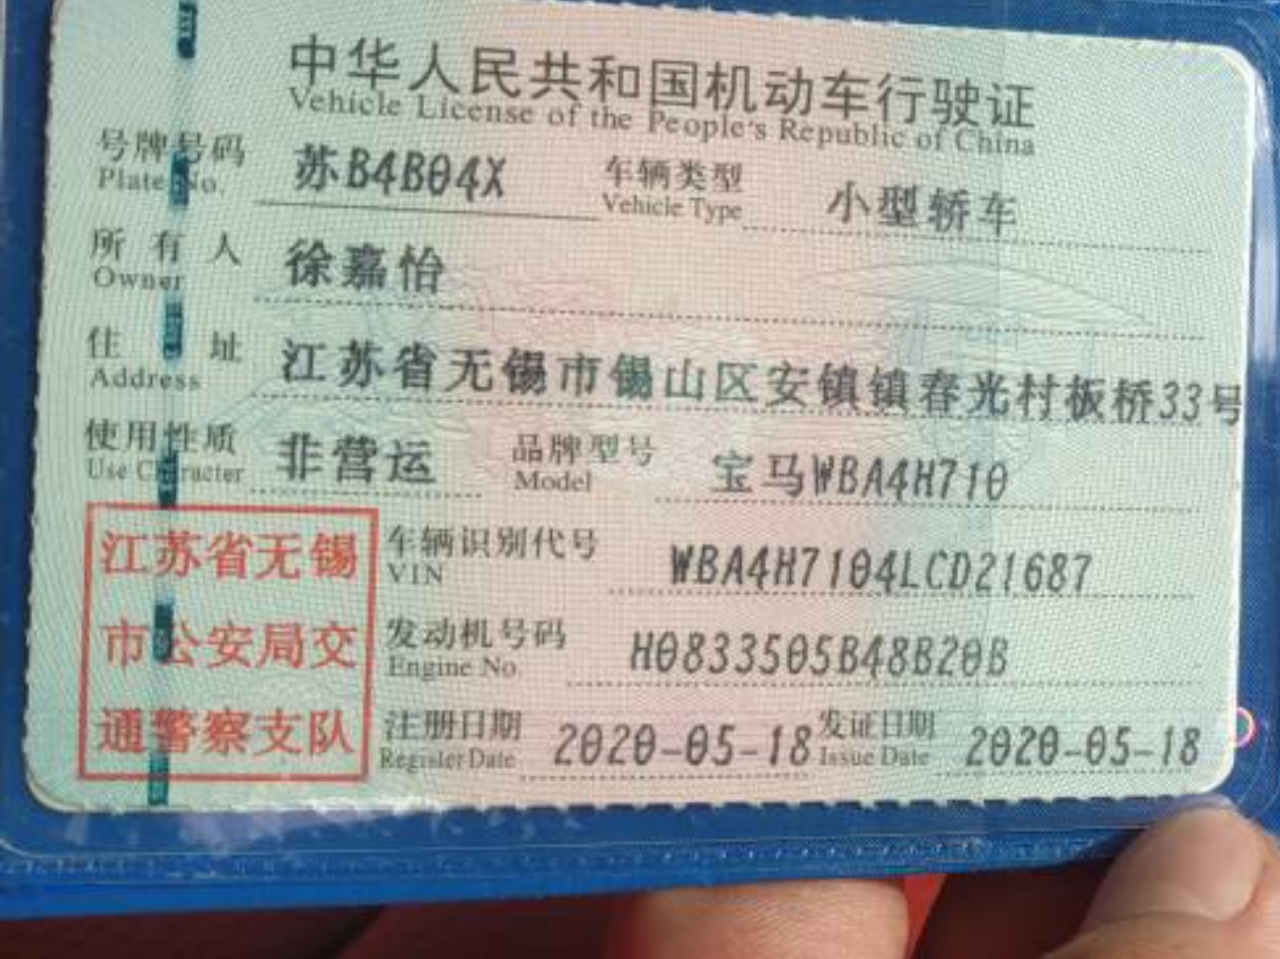 中华人民共和国机动车行驶证
Vehicle License of the People's Republic of China
号牌号码 苏B4B04X 车辆类型 小型轿车
Plate No. Vehicle Type
所有人 徐嘉怡
Owner
住址 江苏省无锡市锡山区安镇镇春光村板桥33号
Address
使用性质 非营运 品牌型号 宝马WBA4H710
Use Character Model
江苏省无锡
市公安局交
通警察支队
车辆识别代号 WBA4H7104LCD21687
VIN
发动机号码 H0833505B48B20B
Engine No.
注册日期 2020-05-18 发证日期 2020-05-18
Register Date Issue Date